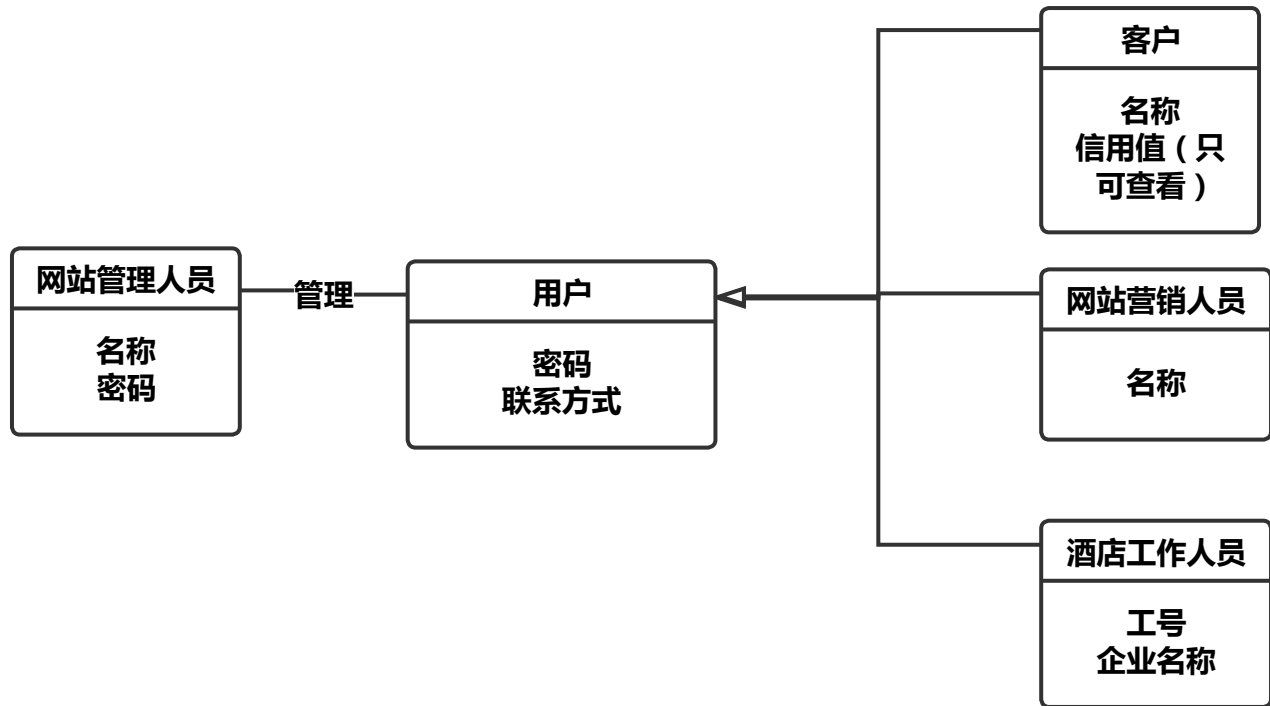 网站管理人员
名称
密码
管理
用户
密码
联系方式
客户
名称
信用值（只
可查看）
网站营销人员
名称
酒店工作人员
工号
企业名称